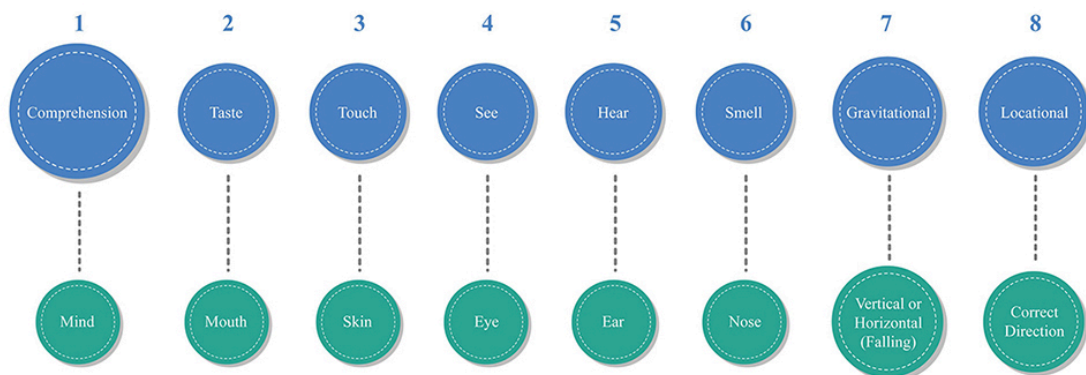 1 2 3 4 5 6 7 8
Comprehension Taste Touch See Hear Smell Gravitational Locational
Mind Mouth Skin Eye Ear Nose
Vertical or
Horizontal
(Falling)
Correct
Direction